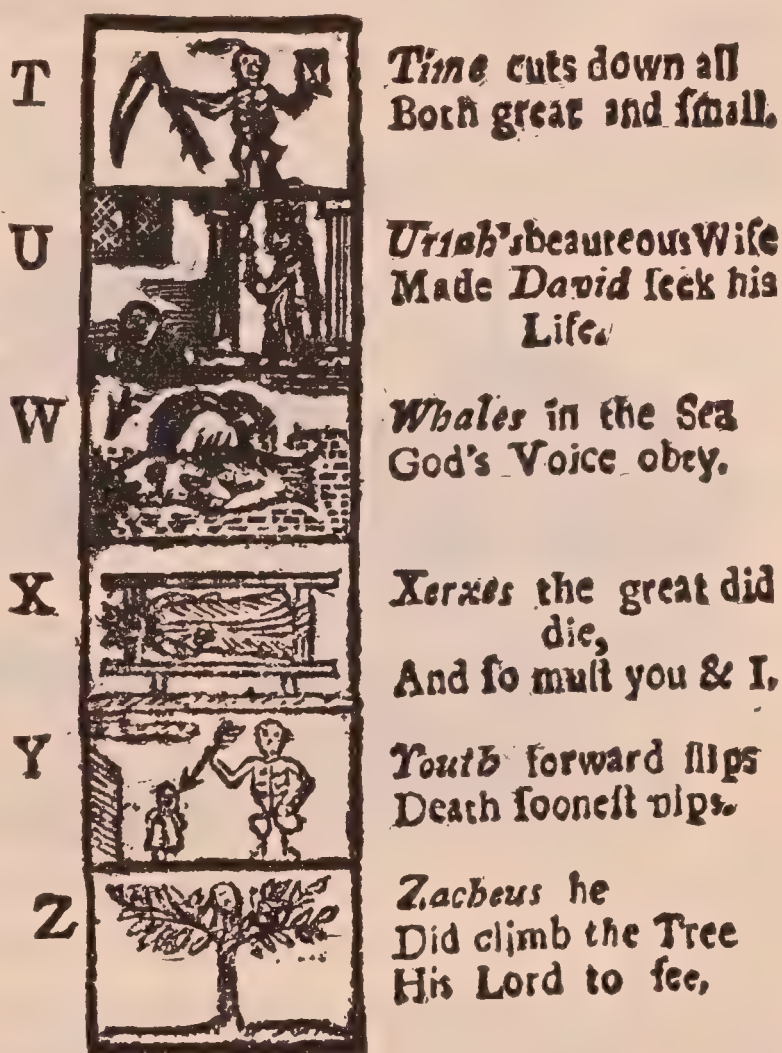 T
Time cuts down all
Both great and ſmall.
U
Uriah's beauteous Wife
Made David ſeek his
Life.
W
Whales in the Sea
God's Voice obey.
X
Xerxes the great did
die,
And ſo muſt you & I.
Y
Youth forward ſlips
Death ſooneſt nips.
Z
Zacheus he
Did climb the Tree
His Lord to ſee,